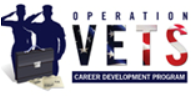 OPERATION
VETS
CAREER DEVELOPMENT PROGRAM